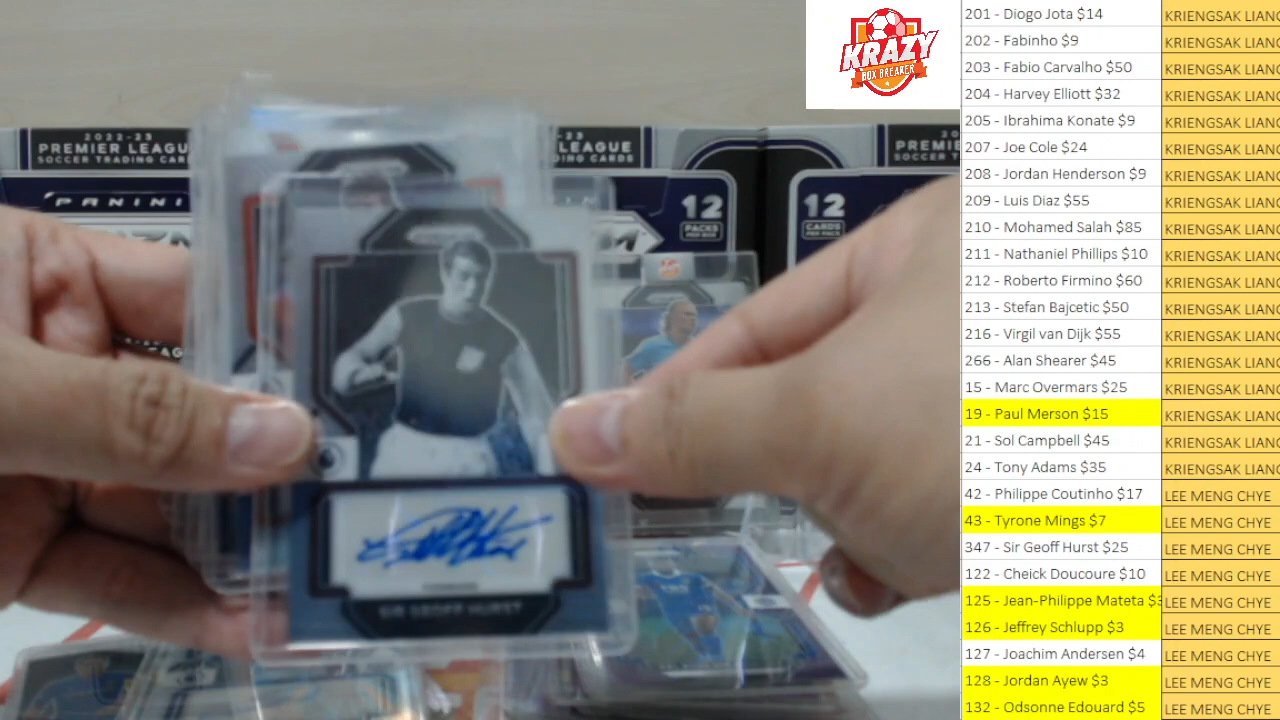 KRAZY
BOX BREAKER
2022-23
PREMIER LEAGUE
SOCCER TRADING CARDS
PANINI
12
PACKS
PER BOX
12
CARDS
PER PACK
SIR GEOFF HURST
201 - Diogo Jota $14 KRIENGSAK LIANG
202 - Fabinho $9 KRIENGSAK LIANG
203 - Fabio Carvalho $50 KRIENGSAK LIANG
204 - Harvey Elliott $32 KRIENGSAK LIANG
205 - Ibrahima Konate $9 KRIENGSAK LIANG
207 - Joe Cole $24 KRIENGSAK LIANG
208 - Jordan Henderson $9 KRIENGSAK LIANG
209 - Luis Diaz $55 KRIENGSAK LIANG
210 - Mohamed Salah $85 KRIENGSAK LIANG
211 - Nathaniel Phillips $10 KRIENGSAK LIANG
212 - Roberto Firmino $60 KRIENGSAK LIANG
213 - Stefan Bajcetic $50 KRIENGSAK LIANG
216 - Virgil van Dijk $55 KRIENGSAK LIANG
266 - Alan Shearer $45 KRIENGSAK LIANG
15 - Marc Overmars $25 KRIENGSAK LIANG
19 - Paul Merson $15 KRIENGSAK LIANG
21 - Sol Campbell $45 KRIENGSAK LIANG
24 - Tony Adams $35 KRIENGSAK LIANG
42 - Philippe Coutinho $17 LEE MENG CHYE
43 - Tyrone Mings $7 LEE MENG CHYE
347 - Sir Geoff Hurst $25 LEE MENG CHYE
122 - Cheick Doucoure $10 LEE MENG CHYE
125 - Jean-Philippe Mateta $3 LEE MENG CHYE
126 - Jeffrey Schlupp $3 LEE MENG CHYE
127 - Joachim Andersen $4 LEE MENG CHYE
128 - Jordan Ayew $3 LEE MENG CHYE
132 - Odsonne Edouard $5 LEE MENG CHYE